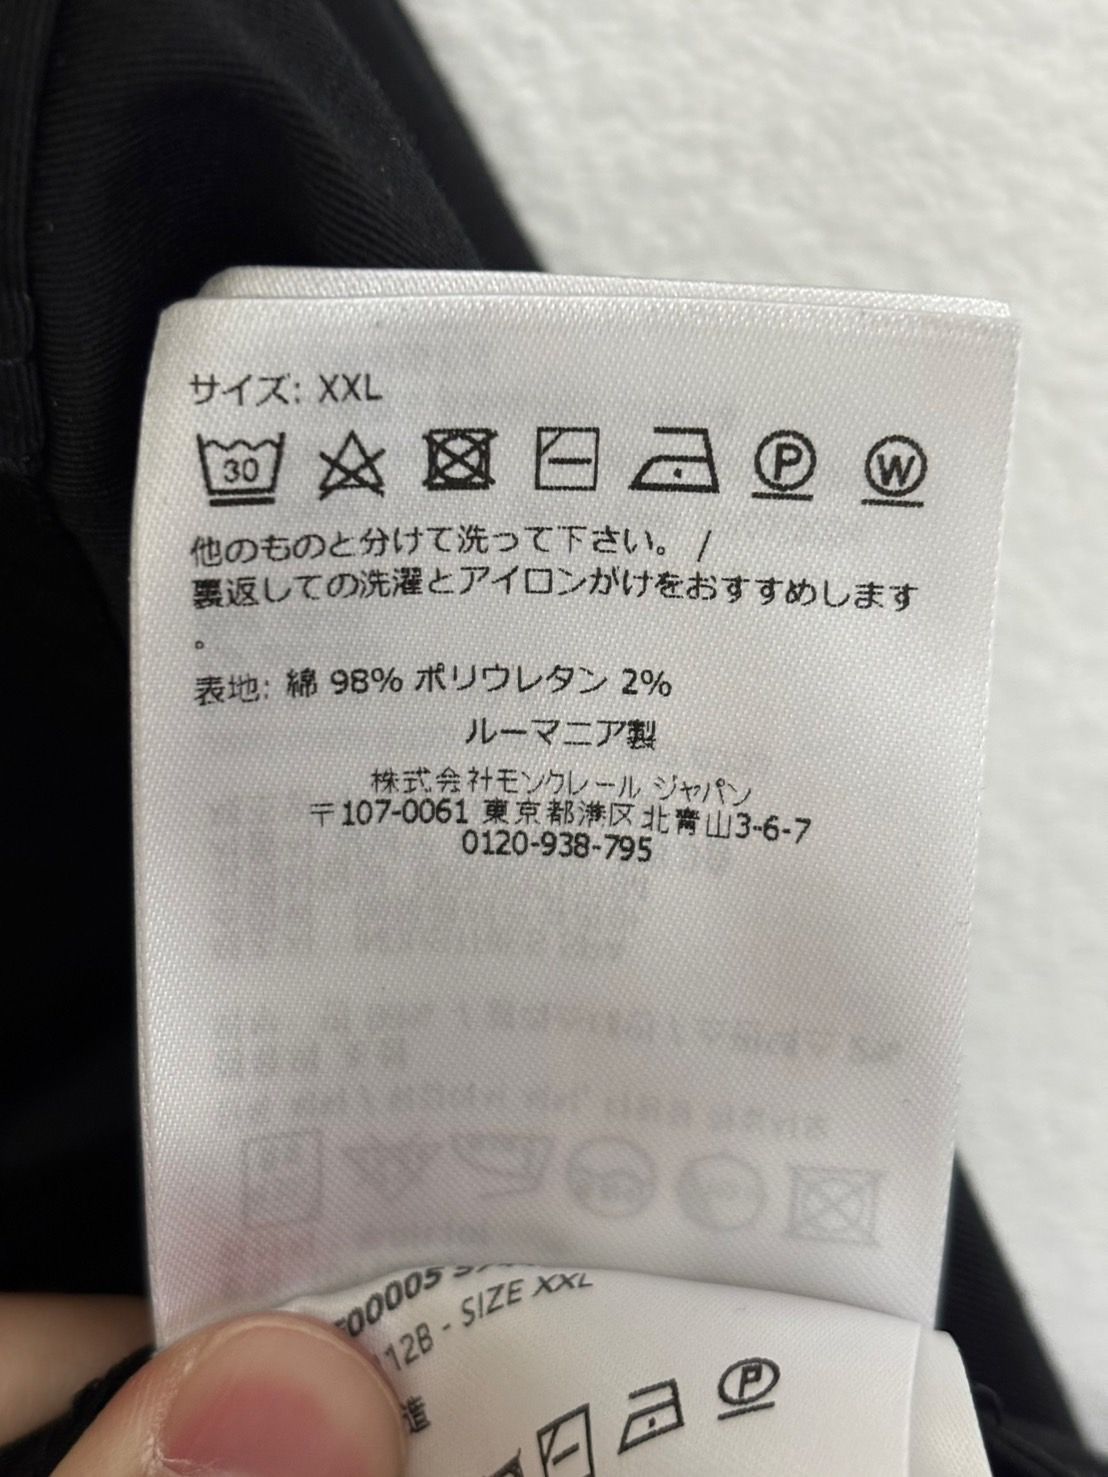 サイズ: XXL
30
P
W
他のものと分けて洗って下さい。 /
裏返しての洗濯とアイロンがけをおすすめします
。
表地: 綿 98% ポリウレタン 2%
ルーマニア製
株式会社モンクレール ジャパン
〒107-0061 東京都港区北青山3-6-7
0120-938-795
00005
128 - SIZE XXL
造
P